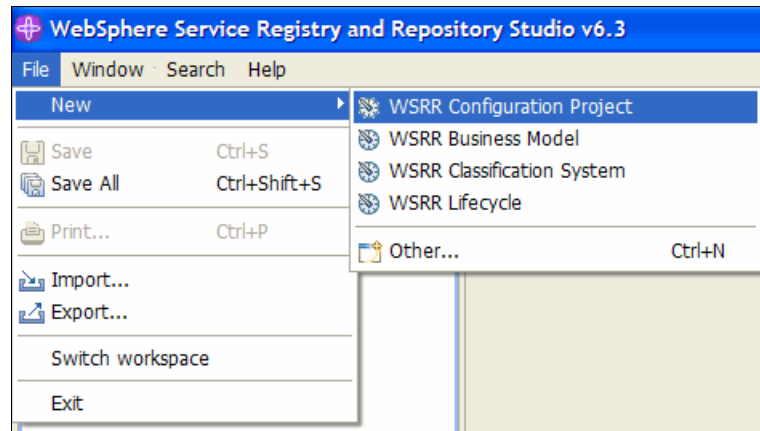 WebSphere Service Registry and Repository Studio v6.3
File Window Search Help
New
WSRR Configuration Project
WSRR Business Model
Save Ctrl+S
WSRR Classification System
Save All Ctrl+Shift+S
WSRR Lifecycle
Print... Ctrl+P
Other... Ctrl+N
Import...
Export...
Switch workspace
Exit